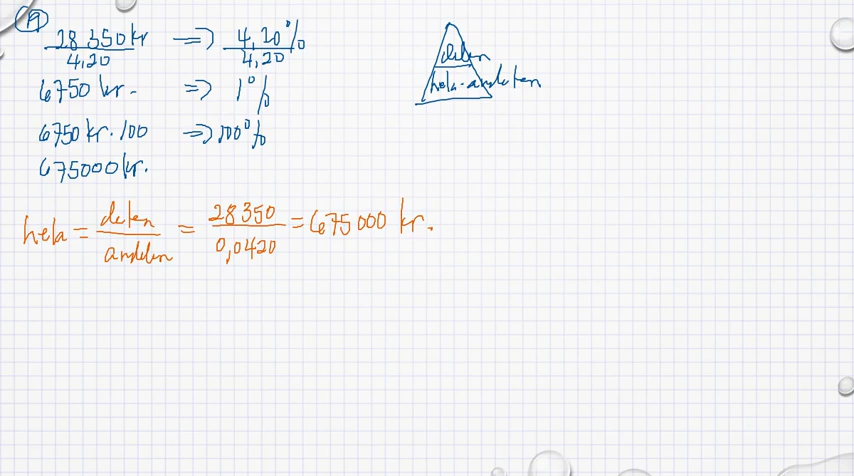 19
28 350 kr => 4,20 %
4,20 4,20
6750 kr. => 1 %
6750 kr. 100 => 100 %
675000 kr.
delen
hela · andelen
hela = delen / andelen = 28 350 / 0,0420 = 675 000 kr.